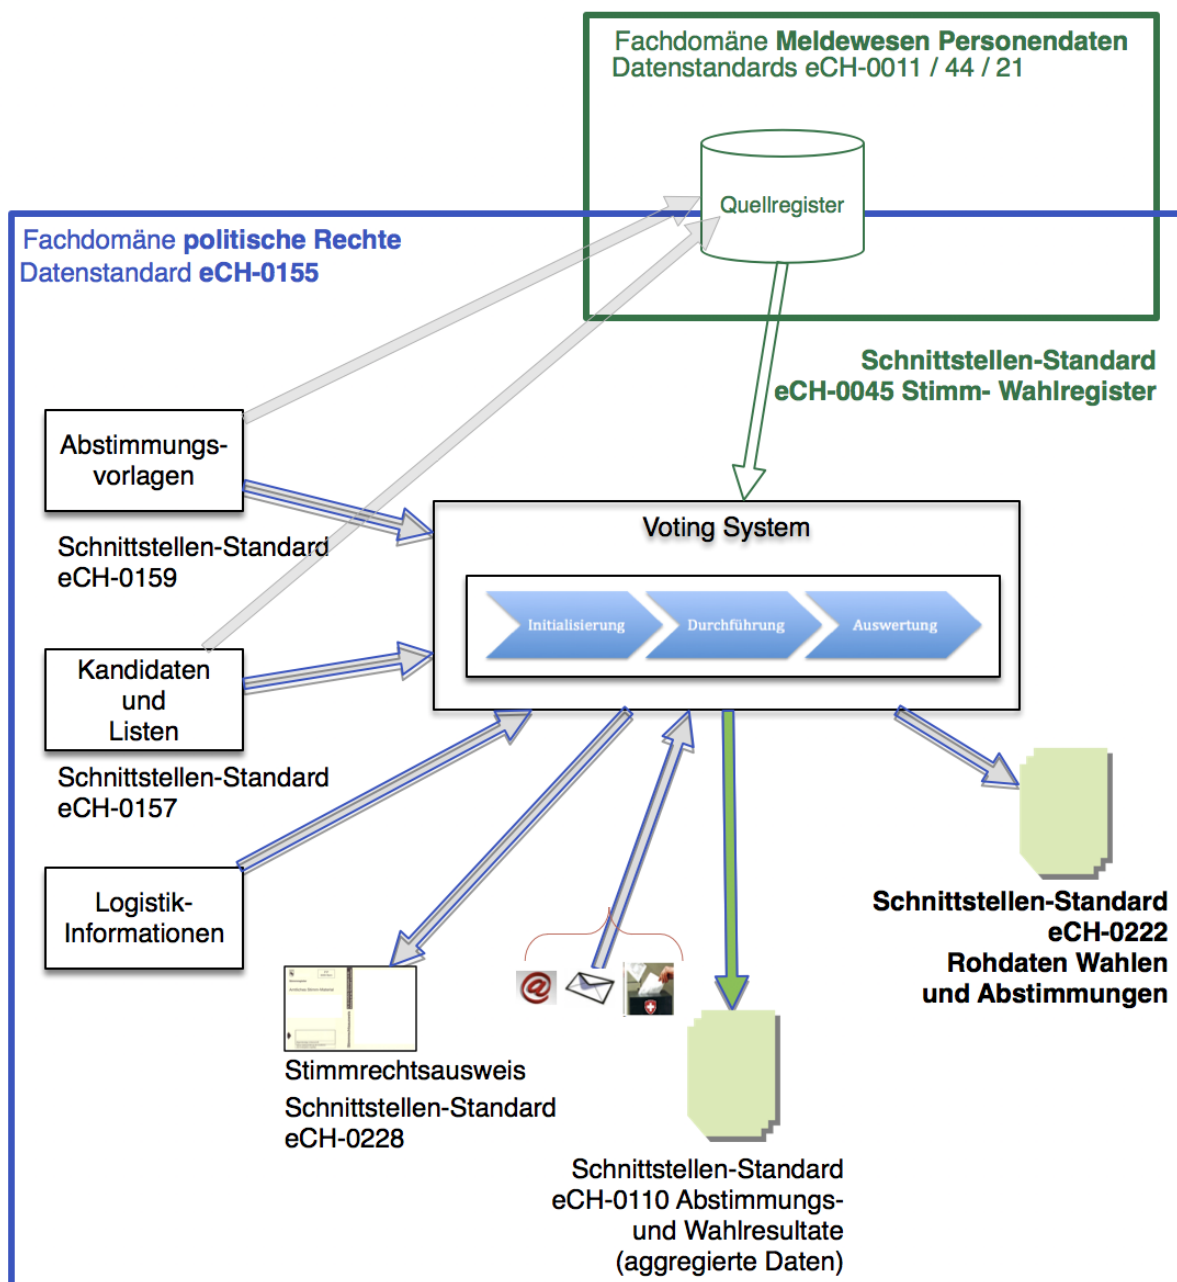 Fachdomäne Meldewesen Personendaten
Datenstandards eCH-0011 / 44 / 21
Quellregister
Fachdomäne politische Rechte
Datenstandard eCH-0155
Schnittstellen-Standard
eCH-0045 Stimm- Wahlregister
Abstimmungs-
vorlagen
Schnittstellen-Standard
eCH-0159
Voting System
Initialisierung
Durchführung
Auswertung
Kandidaten
und
Listen
Schnittstellen-Standard
eCH-0157
Logistik-
Informationen
Schnittstellen-Standard
eCH-0222
Rohdaten Wahlen
und Abstimmungen
@
Stimmrechtsausweis
Schnittstellen-Standard
eCH-0228
Schnittstellen-Standard
eCH-0110 Abstimmungs-
und Wahlresultate
(aggregierte Daten)